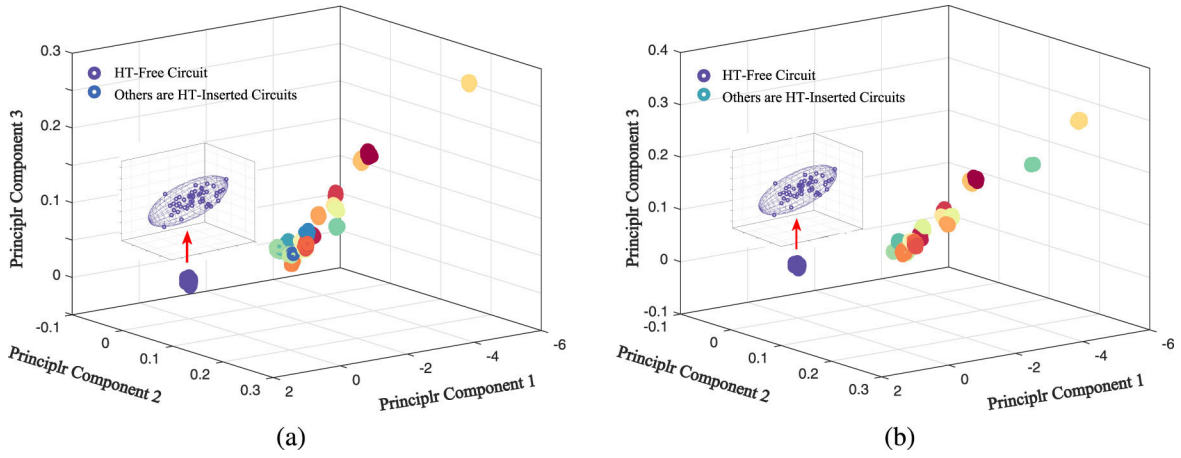 0.3
0.2
0.1
0
-0.1
Principlr Component 3
HT-Free Circuit
Others are HT-Inserted Circuits
0
0.1
0.2
0.3
Principlr Component 2
2
0
-2
-4
-6
Principlr Component 1
(a)
0.4
0.3
0.2
0.1
0
-0.1
Principlr Component 3
HT-Free Circuit
Others are HT-Inserted Circuits
-0.1
0
0.1
0.2
0.3
Principlr Component 2
2
0
-2
-4
-6
Principlr Component 1
(b)